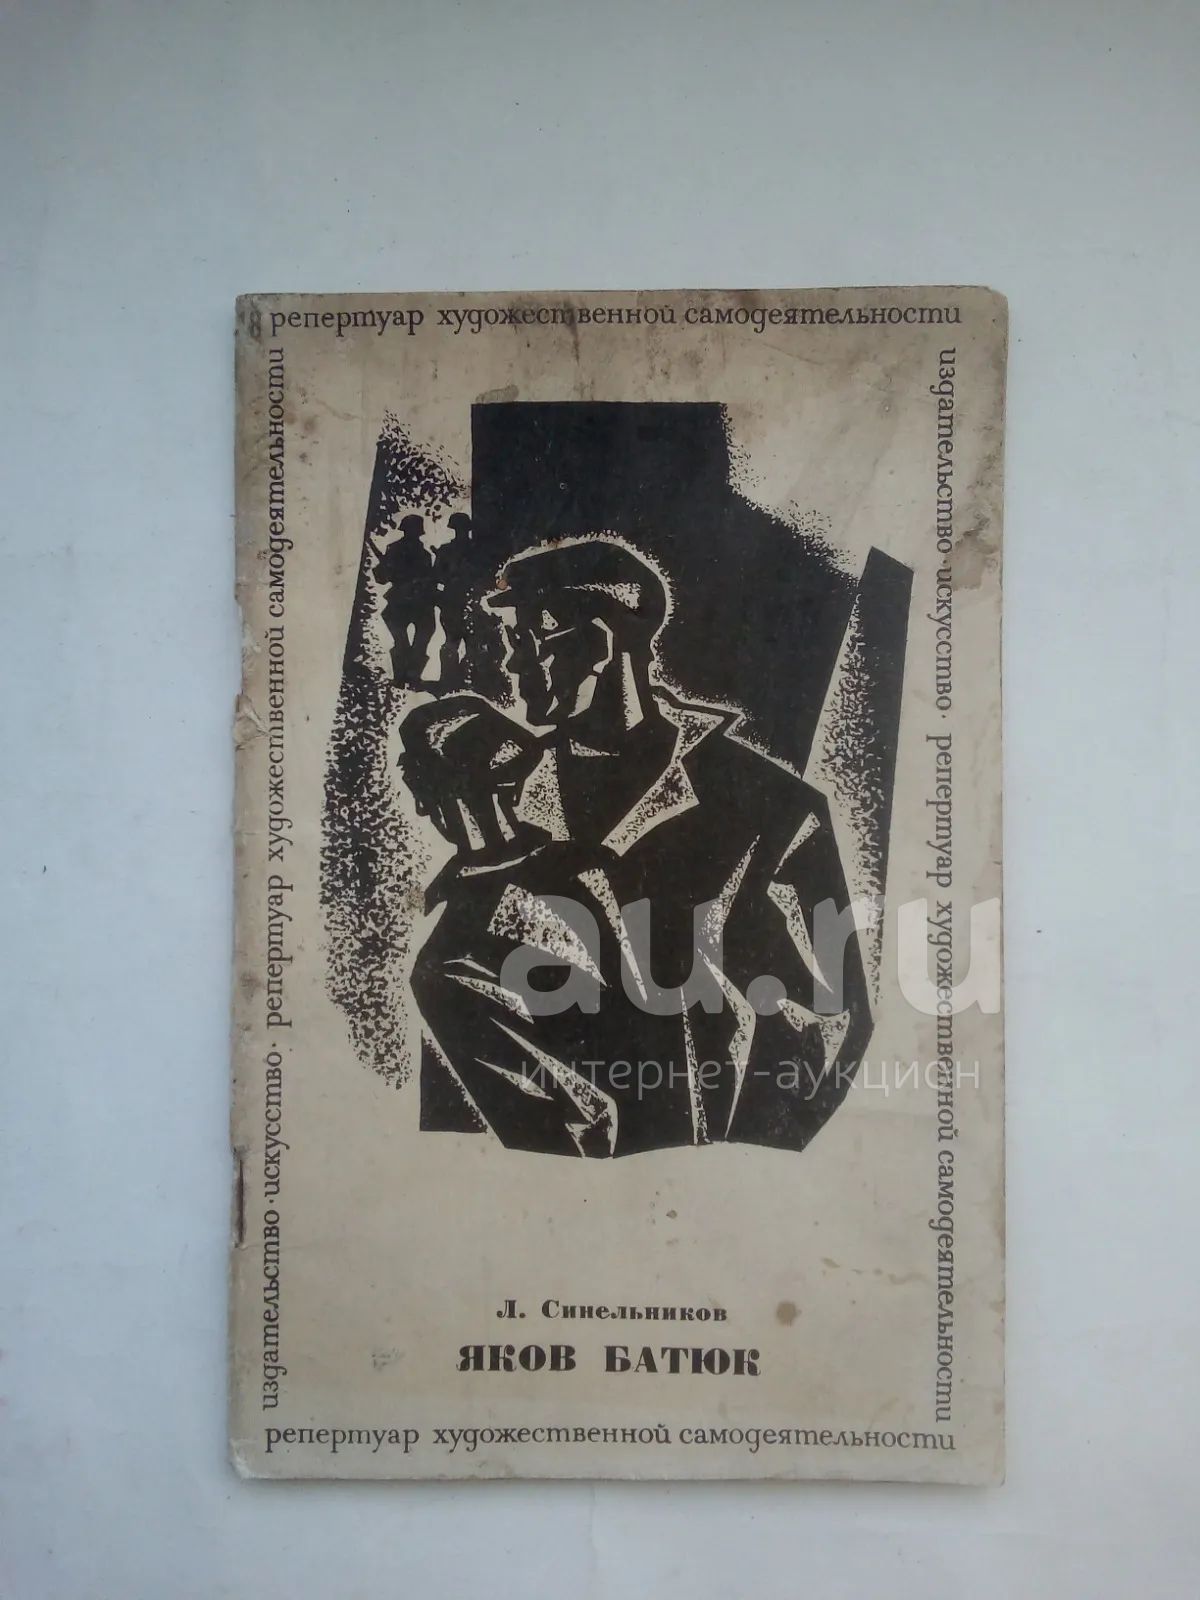 8 репертуар художественной самодеятельности
издательство · искусство · репертуар художественной самодеятельности
издательство · искусство · репертуар художественной самодеятельности
au.ru
интернет-аукцион
Л. Синельников
ЯКОВ БАТЮК
репертуар художественной самодеятельности